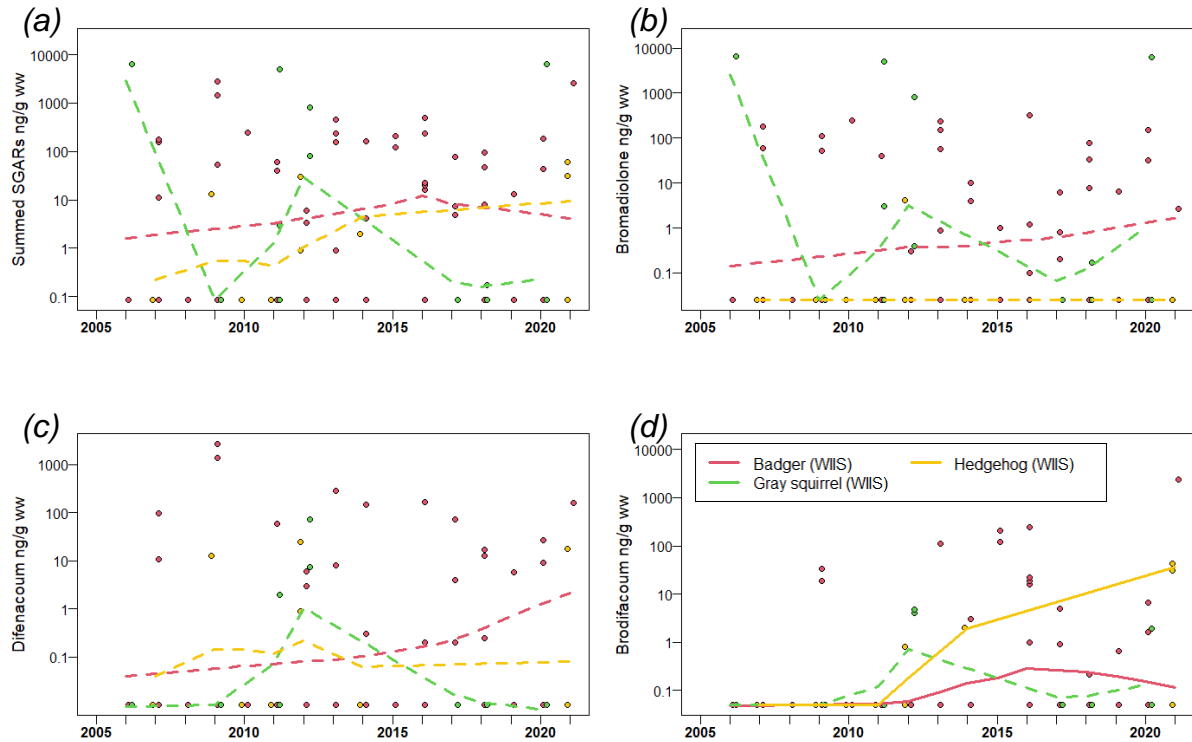 (a)
Summed SGARs ng/g ww
10000
1000
100
10
1
0.1
2005 2010 2015 2020
(b)
Bromadiolone ng/g ww
10000
1000
100
10
1
0.1
2005 2010 2015 2020
(c)
Difenacoum ng/g ww
1000
100
10
1
0.1
2005 2010 2015 2020
(d)
Brodifacoum ng/g ww
10000
1000
100
10
1
0.1
Badger (WIIS) Hedgehog (WIIS)
Gray squirrel (WIIS)
2005 2010 2015 2020